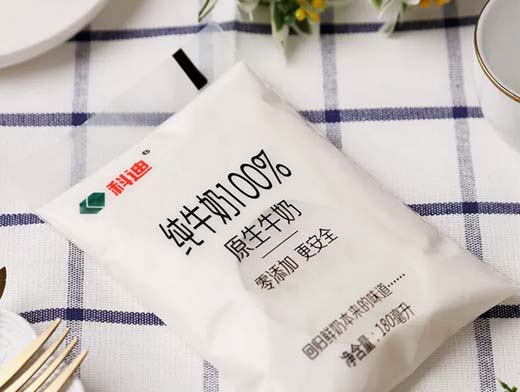 科迪
纯牛奶100%
原生牛奶
零添加 更安全
回归鲜奶本来的味道……
净含量：180毫升